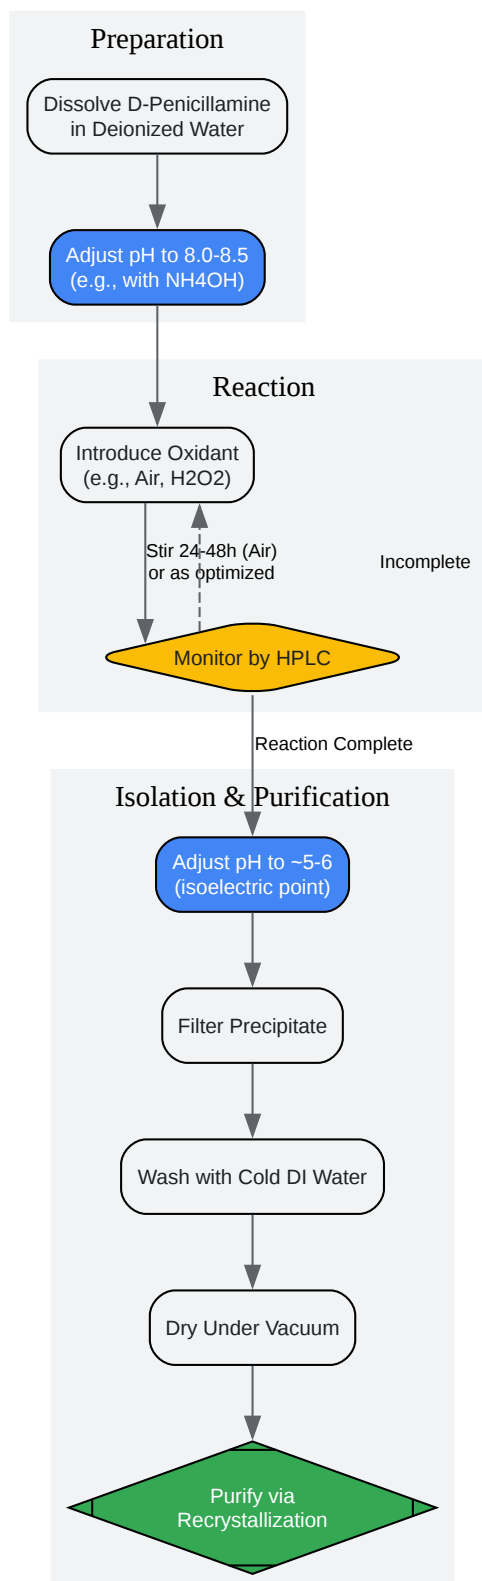 Preparation
Dissolve D-Penicillamine
in Deionized Water
Adjust pH to 8.0-8.5
(e.g., with NH4OH)
Reaction
Introduce Oxidant
(e.g., Air, H2O2)
Stir 24-48h (Air)
or as optimized
Incomplete
Monitor by HPLC
Reaction Complete
Isolation & Purification
Adjust pH to ~5-6
(isoelectric point)
Filter Precipitate
Wash with Cold DI Water
Dry Under Vacuum
Purify via
Recrystallization